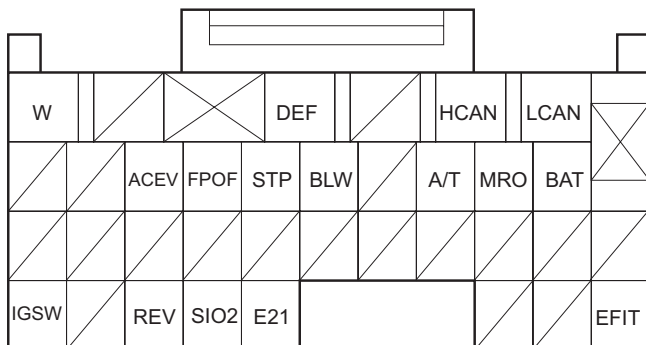 W DEF HCAN LCAN
ACEV FPOF STP BLW A/T MRO BAT
IGSW REV SIO2 E21 EFIT